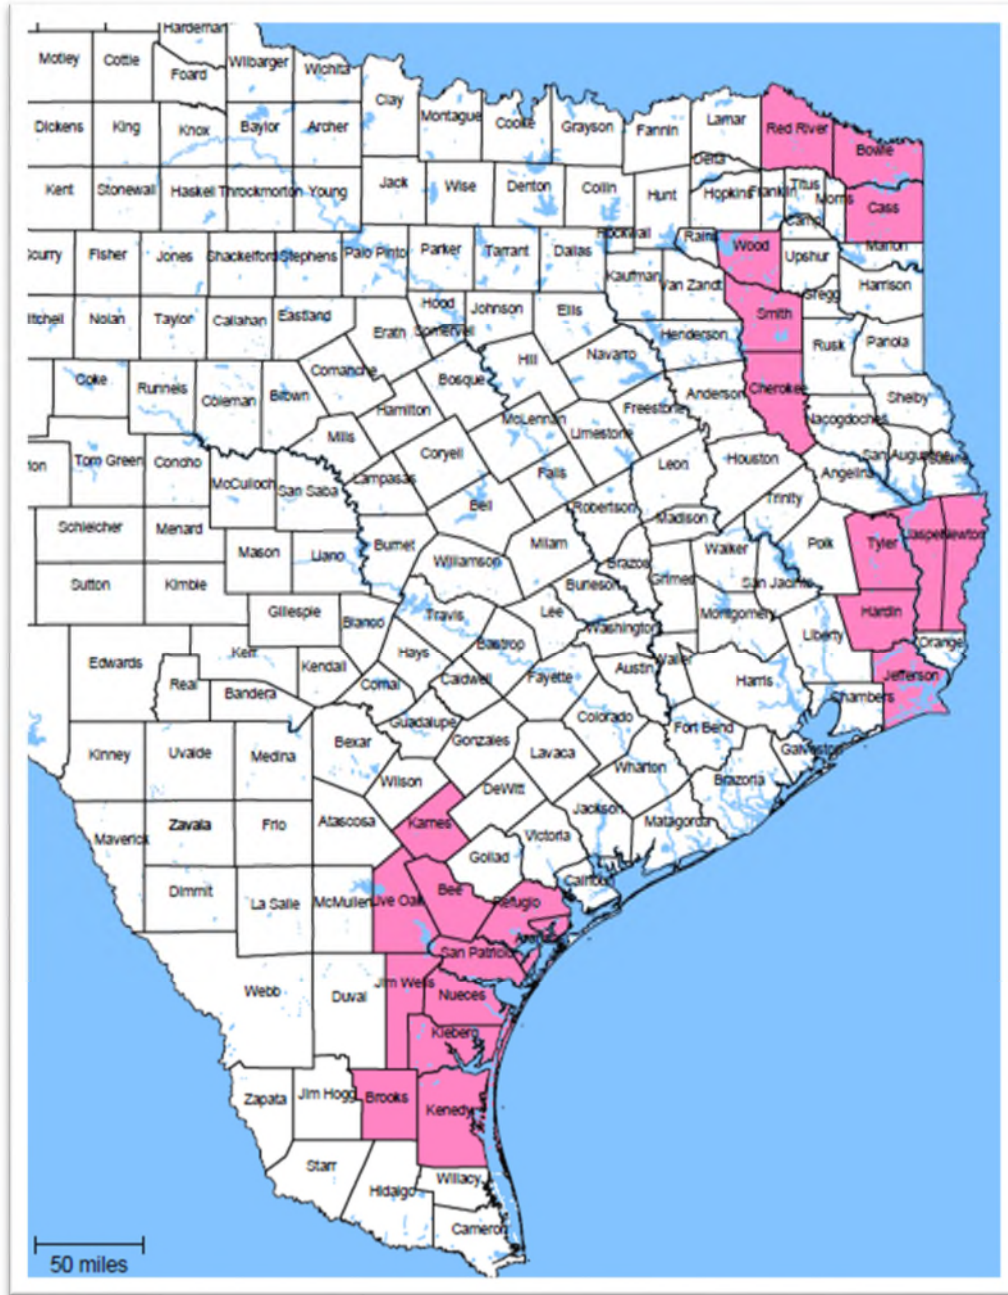 Hardeman
Motley Cottle Foard Wilbarger Wichita
Clay Montague Cooke Grayson Fannin Lamar Red River Bowie
Dickens King Knox Baylor Archer
Delta
Kent Stonewall Haskel Throckmorton Young Jack Wise Denton Collin Hunt Hopkins Franklin Titus Morris Cass
Camp
Rockwall Rains Wood Upshur Marion
Scurry Fisher Jones Shackelford Stephens Palo Pinto Parker Tarrant Dallas
Kaufman Van Zandt Gregg Harrison
itchell Nolan Taylor Callahan Eastland Erath Hood Somervell Johnson Ellis Smith
Henderson Rusk Panola
Coke Runnels Coleman Brown Comanche Bosque Hill Navarro
Anderson Cherokee Shelby
Hamilton McLennan Freestone Nacogdoches
Mills Coryell Limestone
ion Tom Green Concho McCulloch San Saba Lampasas Falls Leon Houston Angelina San Augustine
Bell Robertson Madison Trinity
Schleicher Menard Mason Llano Burnet Williamson Milam Brazos Walker Polk Tyler Jasper Newton
Sutton Kimble Burleson Grimes San Jacinto
Gillespie Blanco Travis Lee Washington Montgomery Liberty Hardin
Edwards Kerr Kendall Hays Bastrop Orange
Real Bandera Comal Caldwell Fayette Austin Waller Harris Chambers Jefferson
Guadalupe Colorado Fort Bend
Kinney Uvalde Medina Bexar Gonzales Lavaca Wharton Galveston
Wilson DeWitt Brazoria
Maverick Zavala Frio Atascosa Karnes Jackson Matagorda
Victoria
Goliad
Dimmit La Salle McMullen Live Oak Bee Refugio Calhoun
Aransas
San Patricio
Webb Duval Jim Wells Nueces
Kleberg
Zapata Jim Hogg Brooks Kenedy
Starr Hidalgo Willacy
Cameron
50 miles